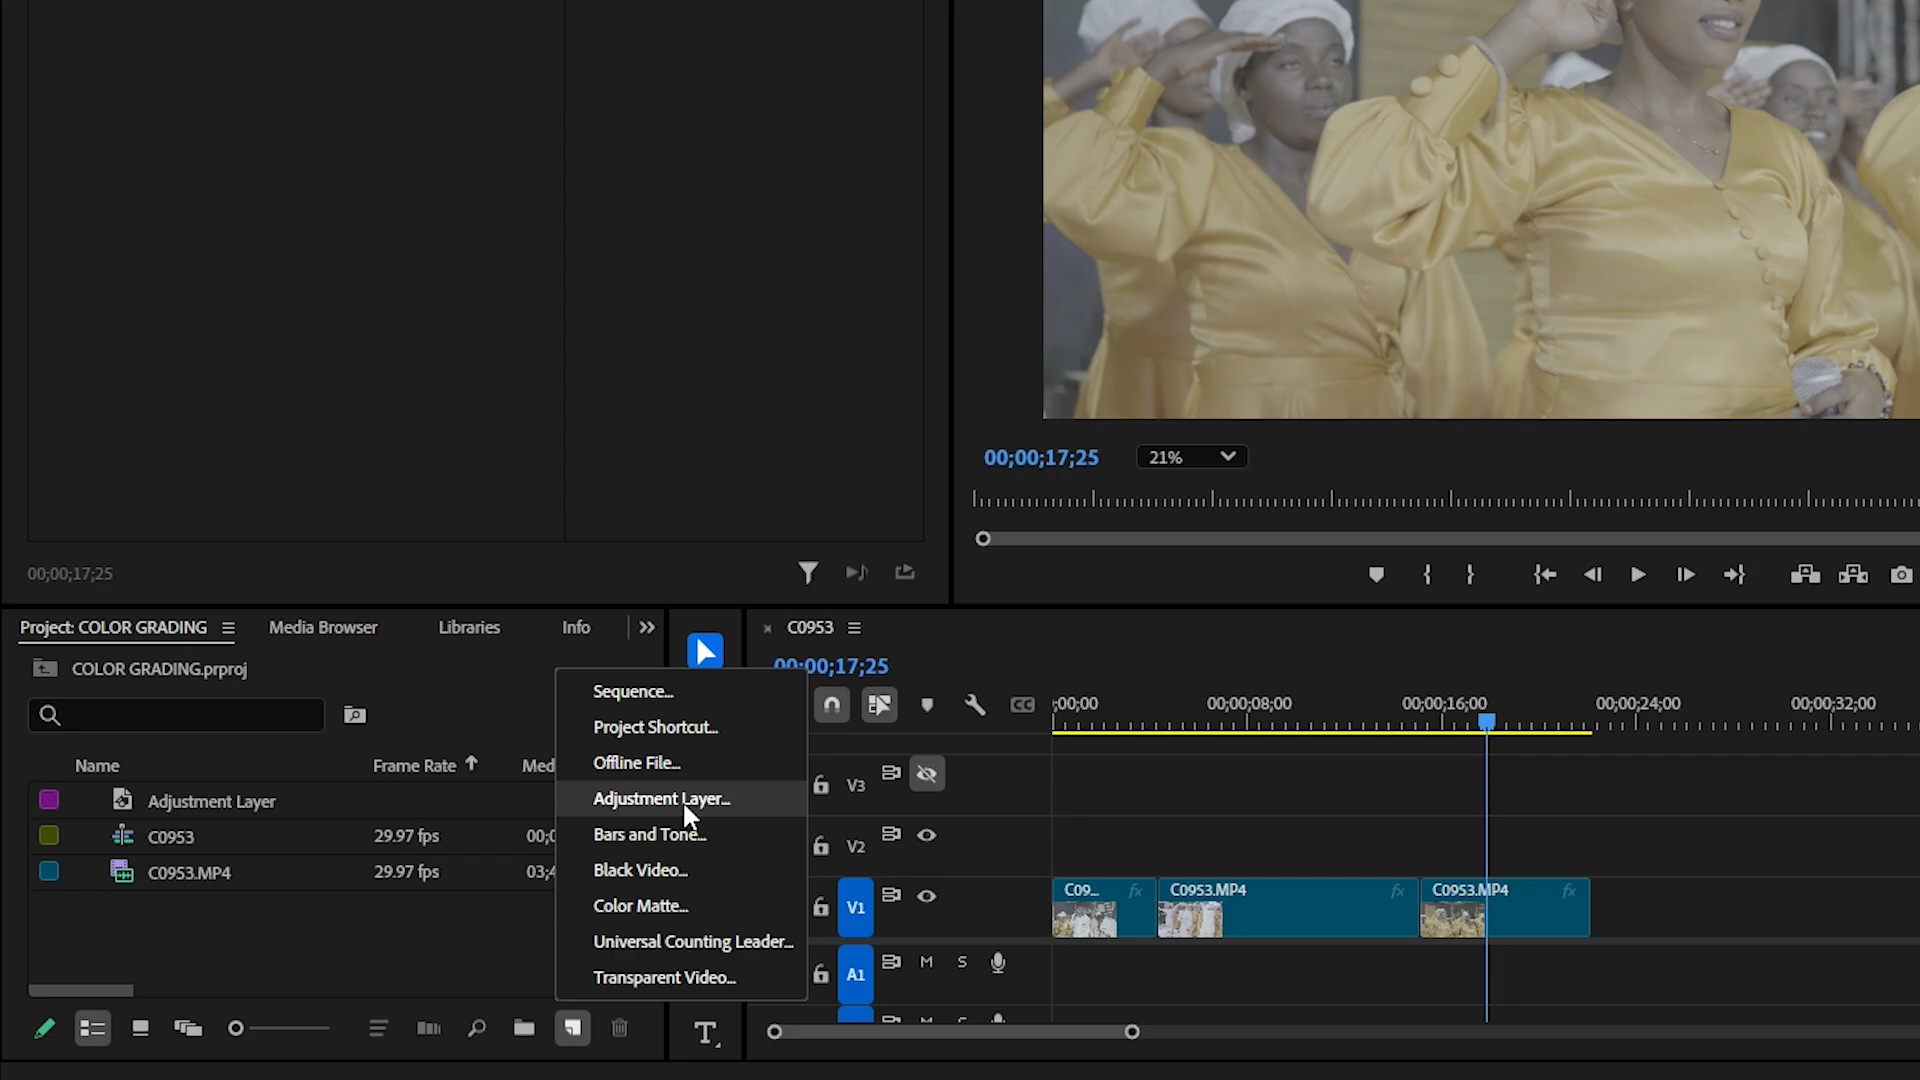 00;00;17;25
21%
00;00;17;25
Project: COLOR GRADING
Media Browser
Libraries
Info
COLOR GRADING.prproj
Name
Frame Rate
Med
Adjustment Layer
C0953
29.97 fps
00;0
C0953.MP4
29.97 fps
03;4
Sequence...
Project Shortcut...
Offline File...
Adjustment Layer...
Bars and Tone...
Black Video...
Color Matte...
Universal Counting Leader...
Transparent Video...
C0953
00;00;17;25
CC
;00;00
00;00;08;00
00;00;16;00
00;00;24;00
00;00;32;00
V3
V2
V1
C09...
fx
C0953.MP4
fx
C0953.MP4
fx
A1
M
S
T